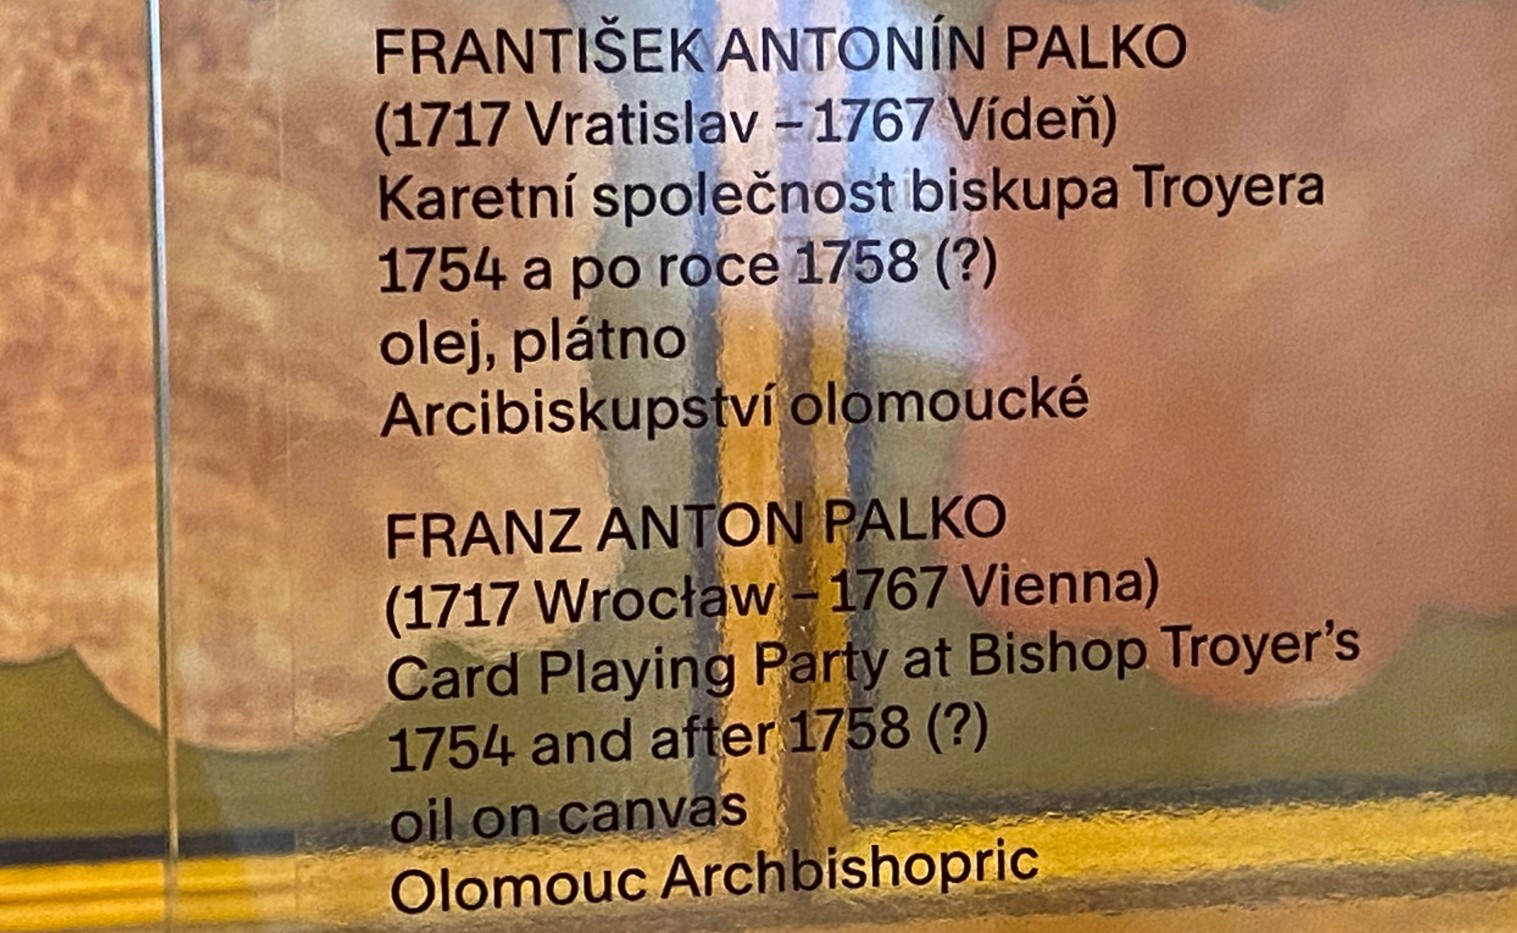 FRANTIŠEK ANTONÍN PALKO
(1717 Vratislav – 1767 Vídeň)
Karetní společnost biskupa Troyera
1754 a po roce 1758 (?)
olej, plátno
Arcibiskupství olomoucké
FRANZ ANTON PALKO
(1717 Wrocław – 1767 Vienna)
Card Playing Party at Bishop Troyer’s
1754 and after 1758 (?)
oil on canvas
Olomouc Archbishopric